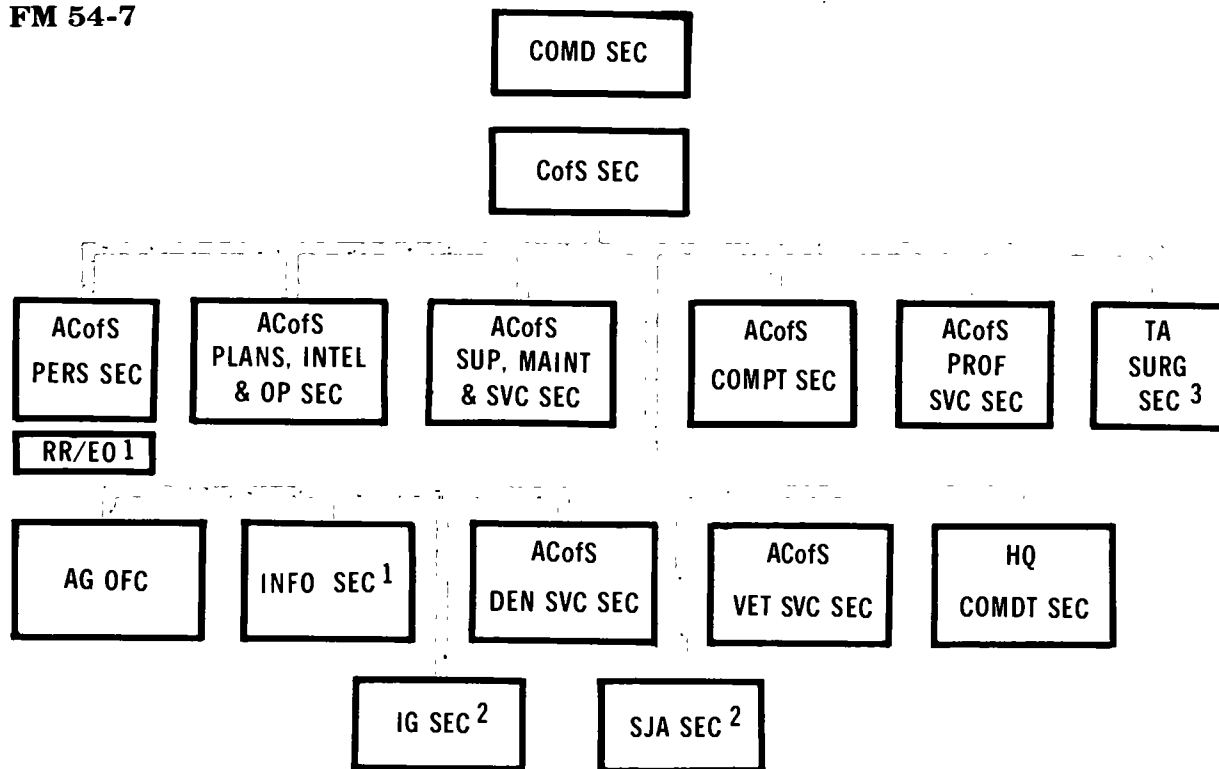 FM 54-7
COMD SEC
CofS SEC
ACofS
PERS SEC
ACofS
PLANS, INTEL
& OP SEC
ACofS
SUP, MAINT
& SVC SEC
ACofS
COMPT SEC
ACofS
PROF
SVC SEC
TA
SURG
SEC 3
RR/EO 1
AG OFC
INFO SEC 1
ACofS
DEN SVC SEC
ACofS
VET SVC SEC
HQ
COMDT SEC
IG SEC 2
SJA SEC 2